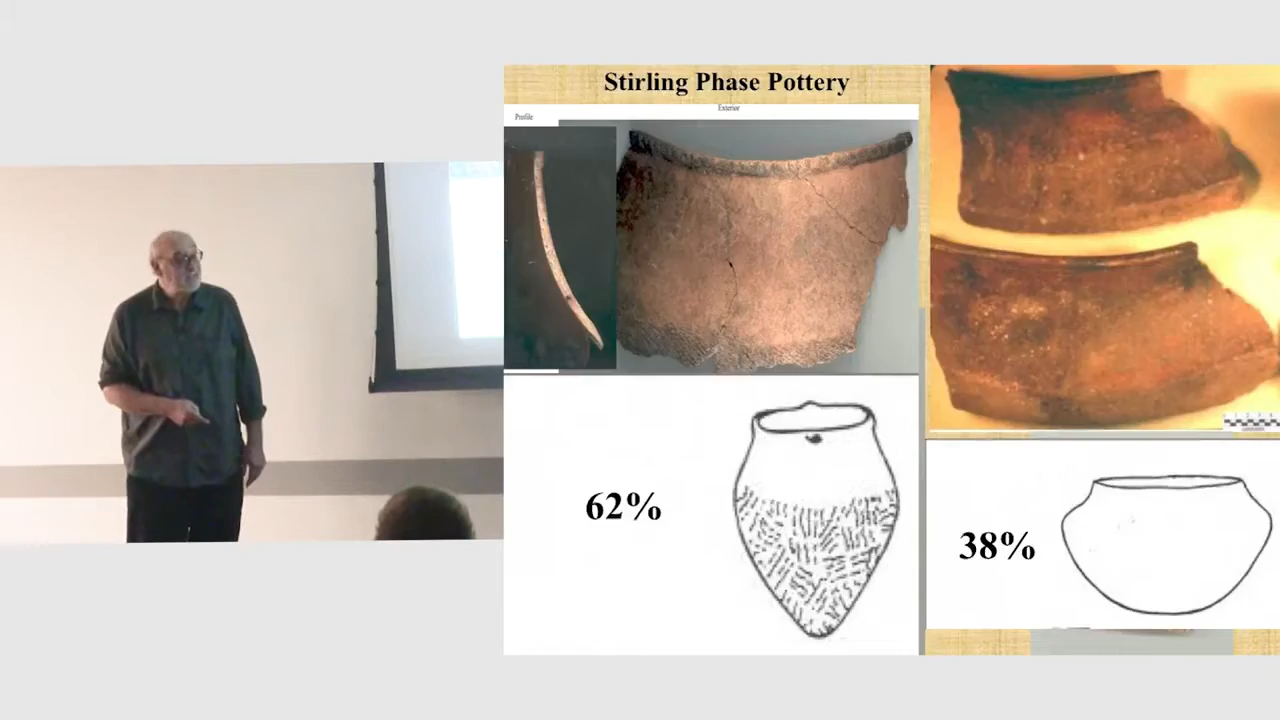 Stirling Phase Pottery
Exterior
Profile
62%
38%